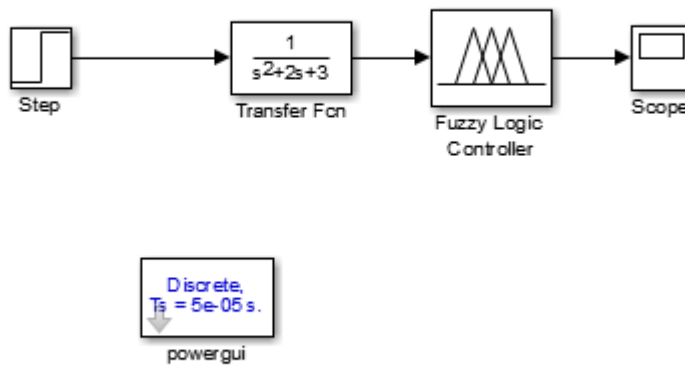 1
s2+2s+3
Step
Transfer Fcn
Fuzzy Logic
Controller
Scope
Discrete,
Ts = 5e-05 s.
powergui